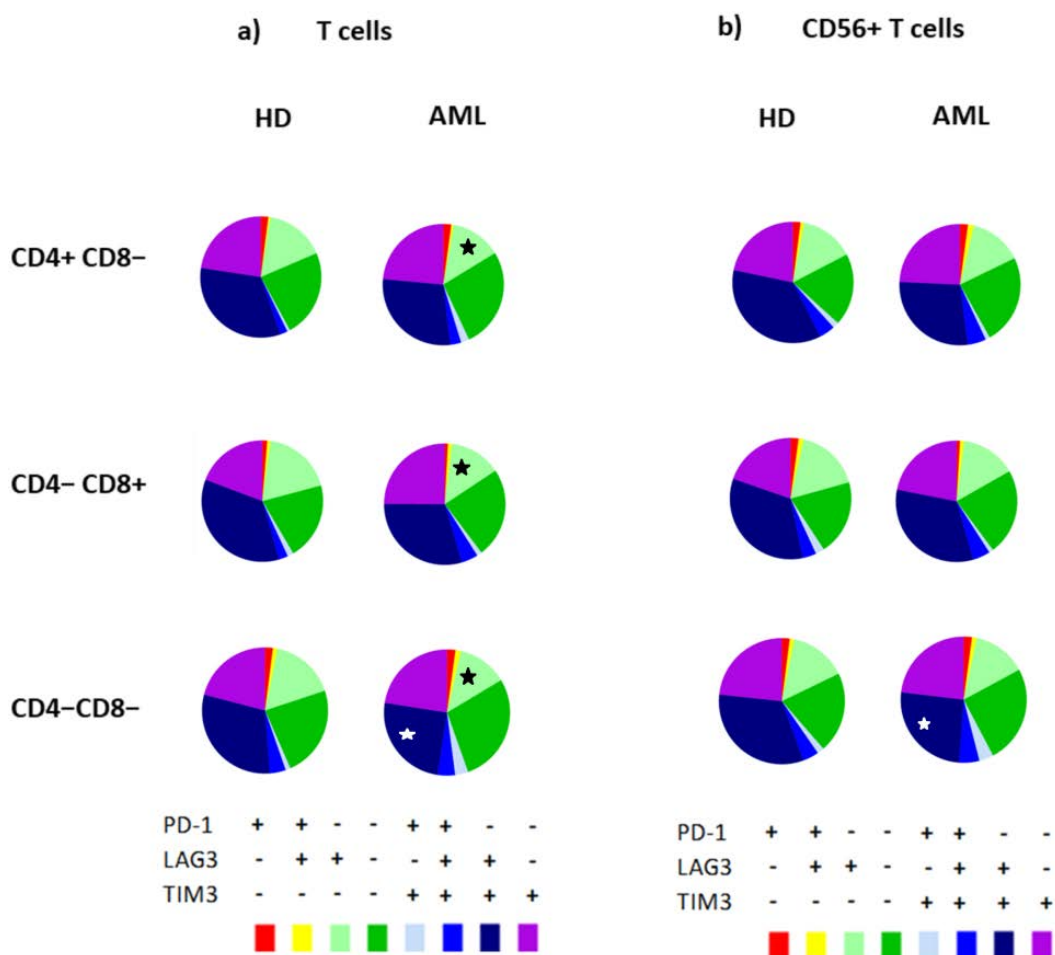 a) T cells b) CD56+ T cells
HD AML HD AML
CD4+ CD8−
CD4− CD8+
CD4−CD8−
PD-1 + + - - + + - -
LAG3 - + + - - + + -
TIM3 - - - - + + + +
PD-1 + + - - + + - -
LAG3 - + + - - + + -
TIM3 - - - - + + + +